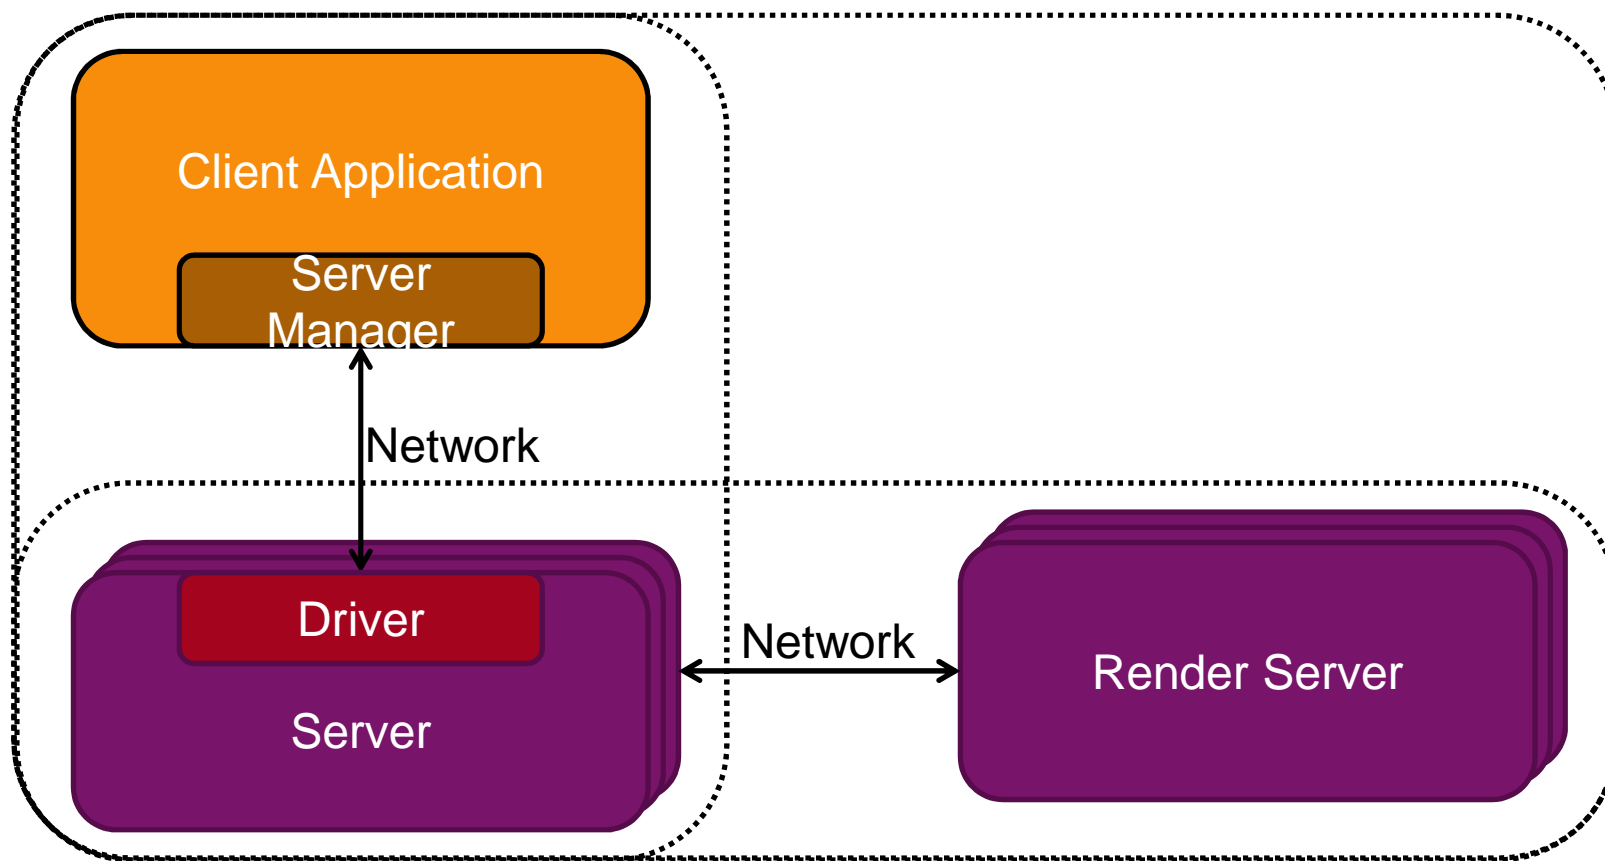 Client Application
Server
Manager
Network
Driver
Server
Network
Render Server